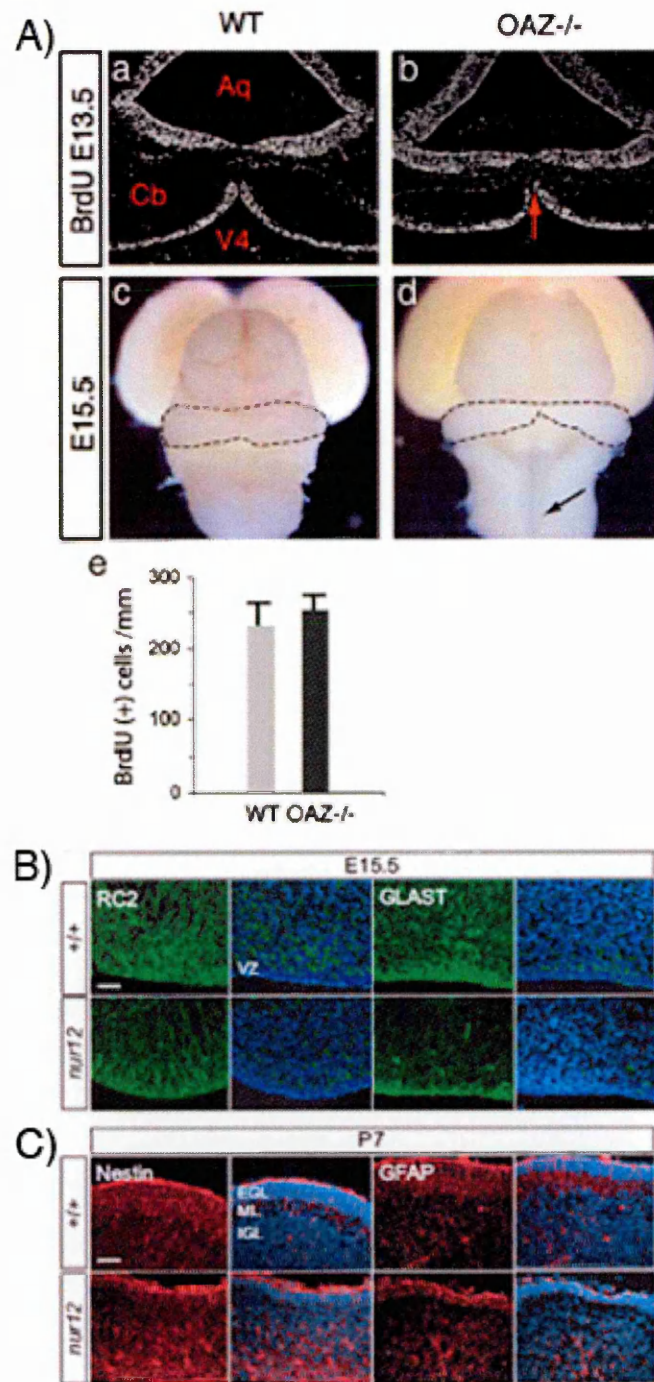 A)
WT OAZ-/-
BrdU E13.5
a b
Aq
Cb
V4
E15.5
c d
e
BrdU (+) cells /mm
300
200
100
0
WT OAZ-/-
B)
E15.5
+/+
RC2 GLAST
VZ
nur12
C)
P7
+/+
Nestin GFAP
EGL
ML
IGL
nur12